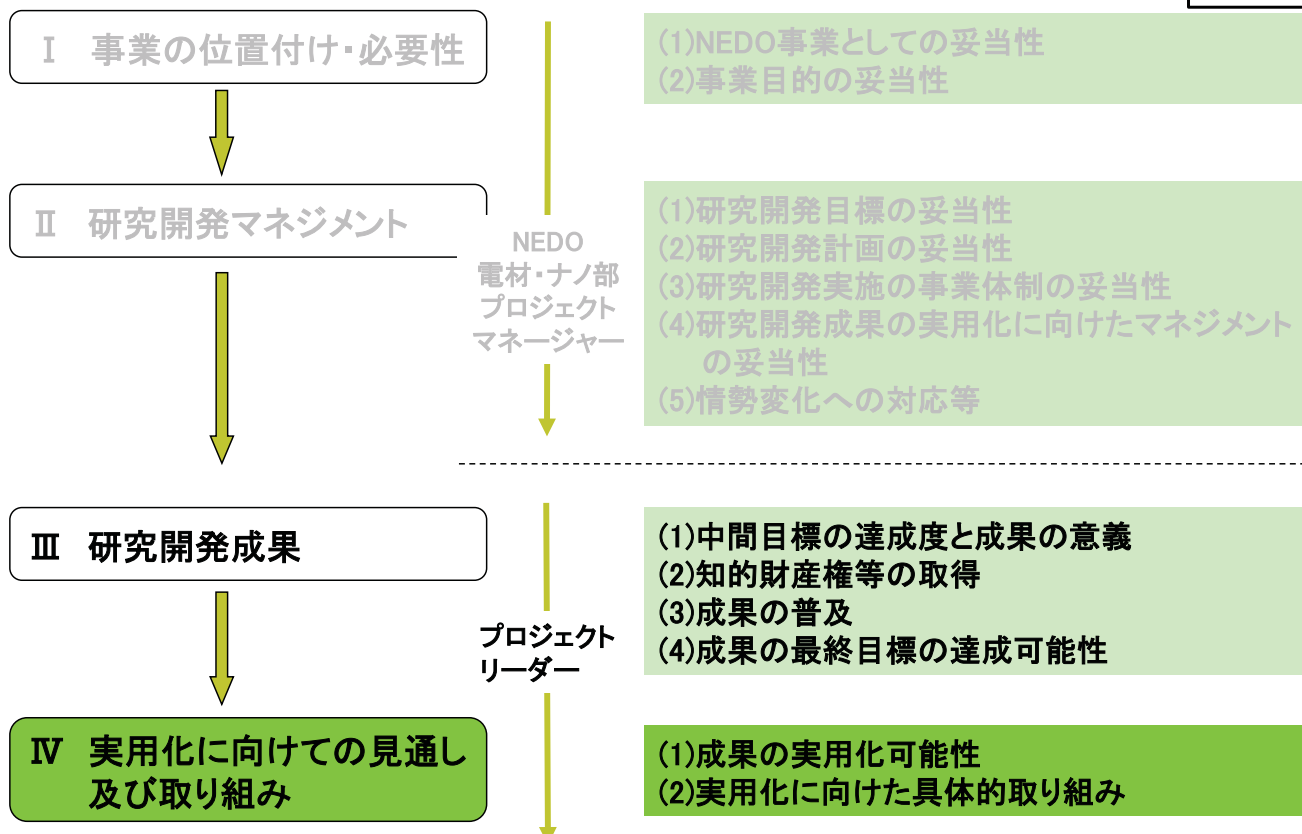 Ⅰ 事業の位置付け・必要性
(1)NEDO事業としての妥当性
(2)事業目的の妥当性
Ⅱ 研究開発マネジメント
NEDO
電材・ナノ部
プロジェクト
マネージャー
(1)研究開発目標の妥当性
(2)研究開発計画の妥当性
(3)研究開発実施の事業体制の妥当性
(4)研究開発成果の実用化に向けたマネジメント
の妥当性
(5)情勢変化への対応等
Ⅲ 研究開発成果
プロジェクト
リーダー
(1)中間目標の達成度と成果の意義
(2)知的財産権等の取得
(3)成果の普及
(4)成果の最終目標の達成可能性
Ⅳ 実用化に向けての見通し
及び取り組み
(1)成果の実用化可能性
(2)実用化に向けた具体的取り組み